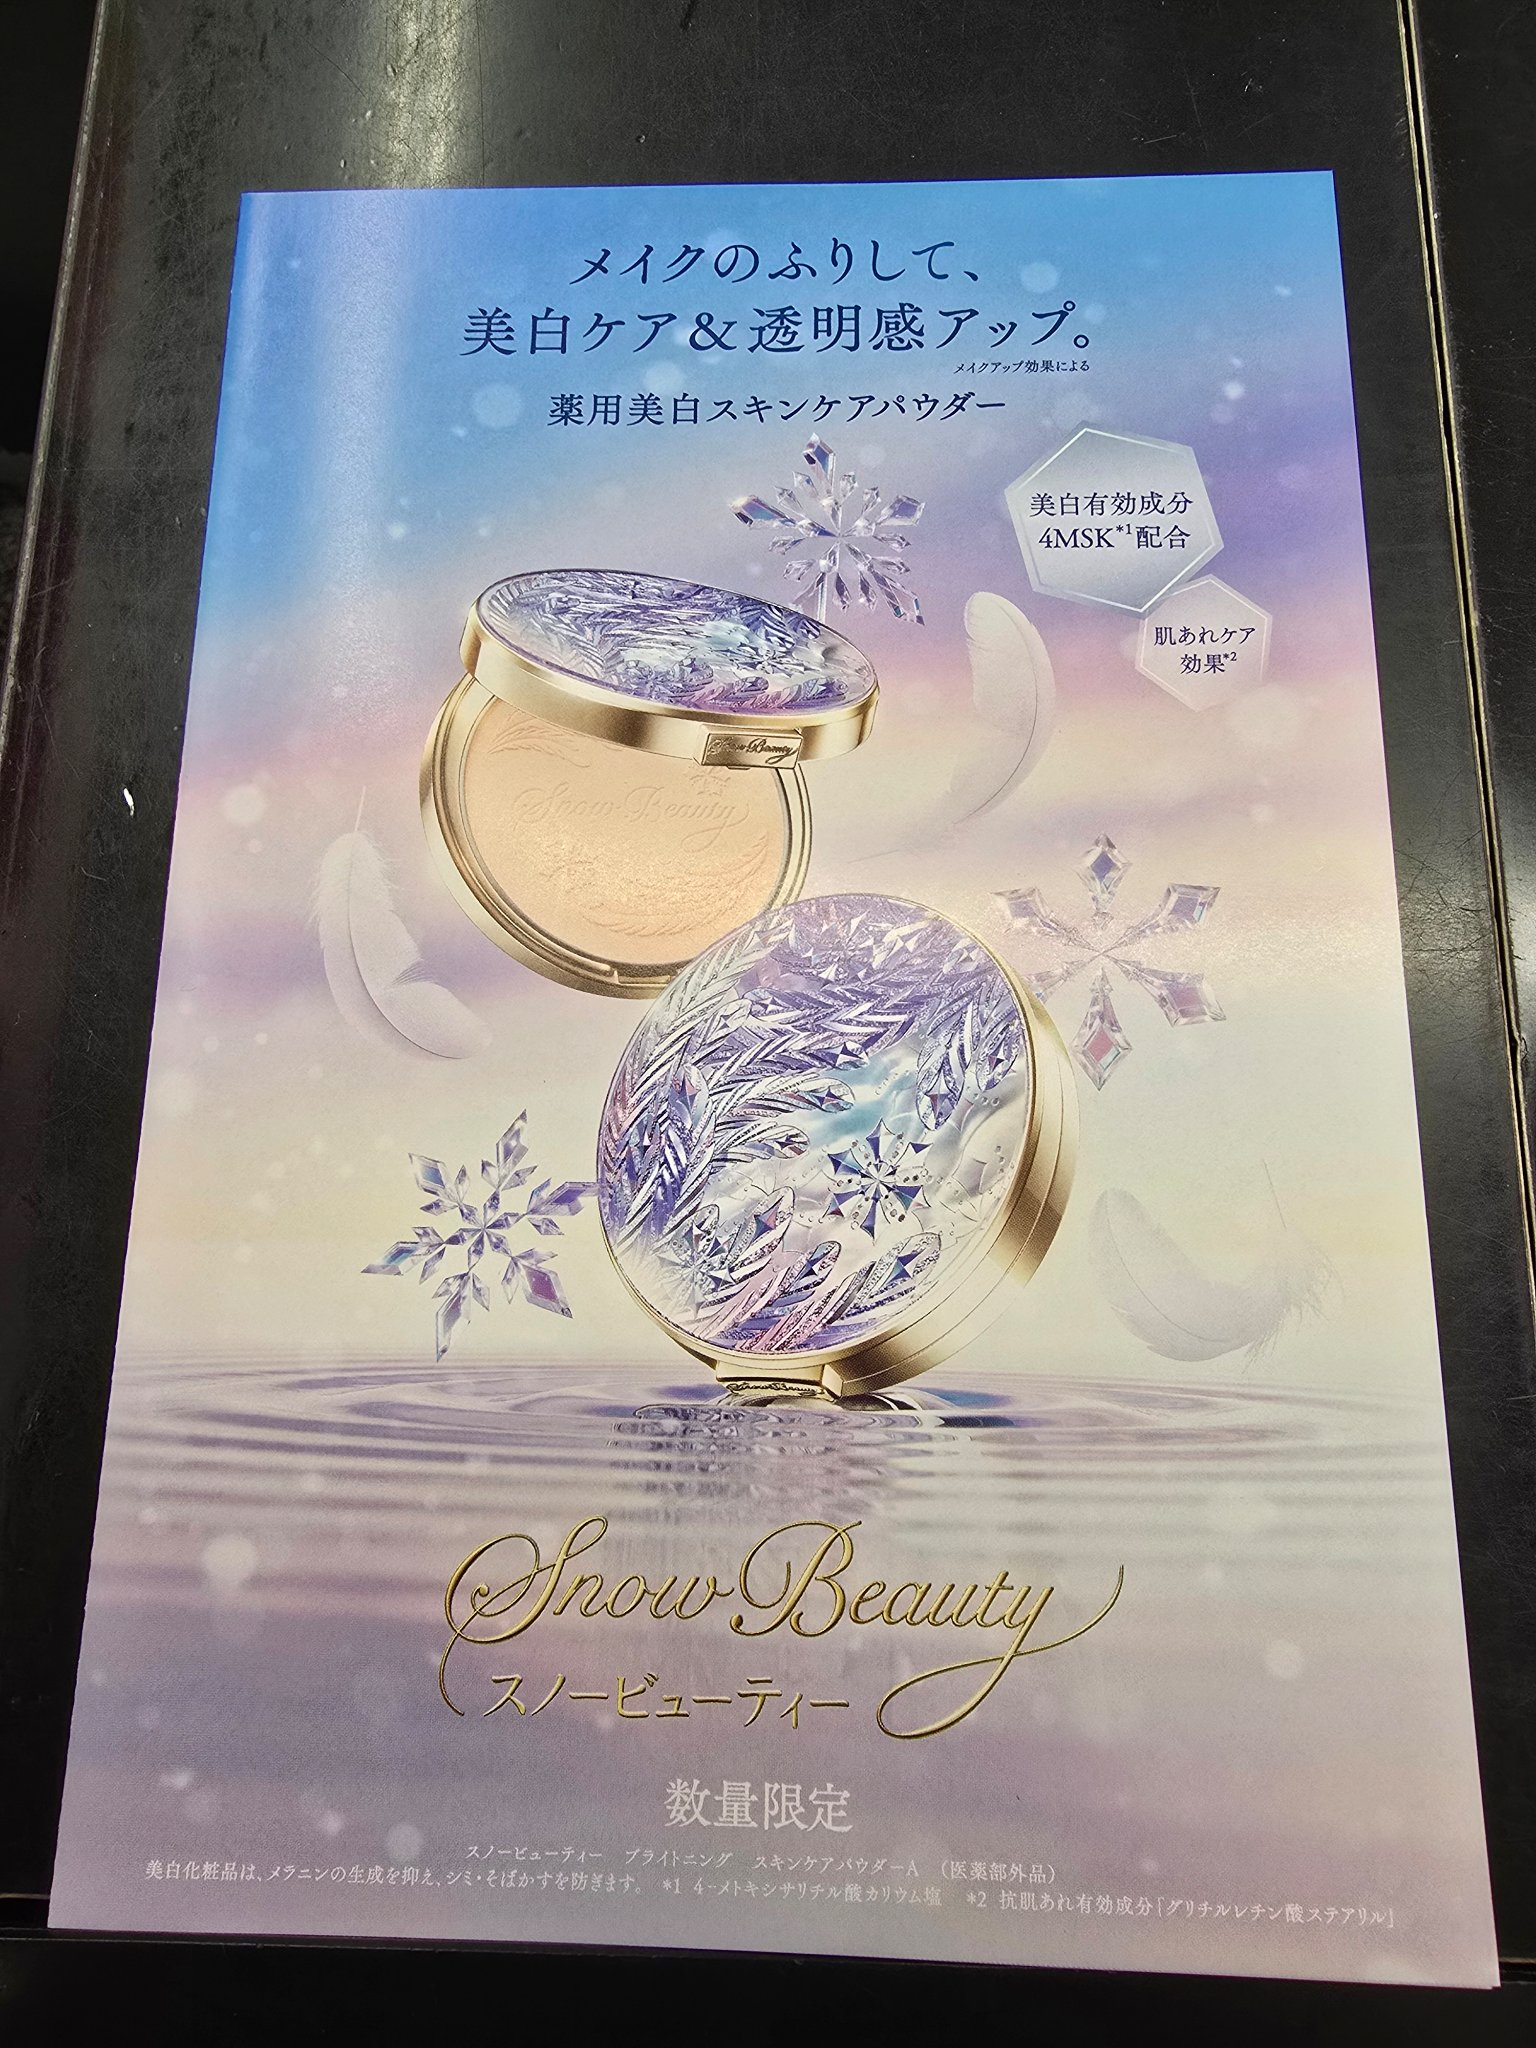 メイクのふりして、
美白ケア&透明感アップ。
メイクアップ効果による
薬用美白スキンケアパウダー
美白有効成分
4MSK*1配合
肌あれケア
効果*2
Snow Beauty
Snow Beauty
Snow Beauty
Snow Beauty
スノービューティー
数量限定
スノービューティー ブライトニング スキンケアパウダーA (医薬部外品)
美白化粧品は、メラニンの生成を抑え、シミ・そばかすを防ぎます。 *1 4-メトキシサリチル酸カリウム塩 *2 抗肌あれ有効成分「グリチルレチン酸ステアリル」